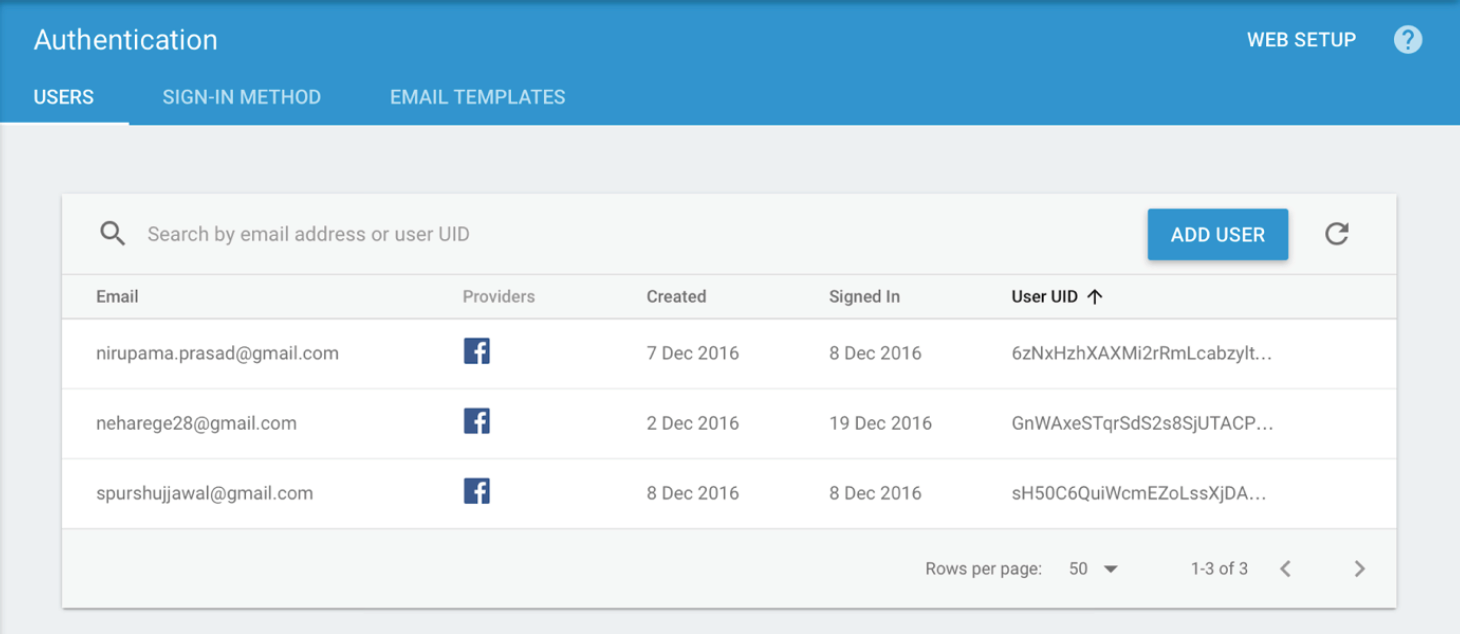 Authentication
WEB SETUP ?
USERS SIGN-IN METHOD EMAIL TEMPLATES
Search by email address or user UID ADD USER
Email Providers Created Signed In User UID
nirupama.prasad@gmail.com 7 Dec 2016 8 Dec 2016 6zNxHzhXAXMi2rRmLcabzylt...
neharege28@gmail.com 2 Dec 2016 19 Dec 2016 GnWAxeSTqrSdS2s8SjUTACP...
spurshujjawal@gmail.com 8 Dec 2016 8 Dec 2016 sH50C6QuiWcmEZoLssXjDA...
Rows per page: 50 1-3 of 3